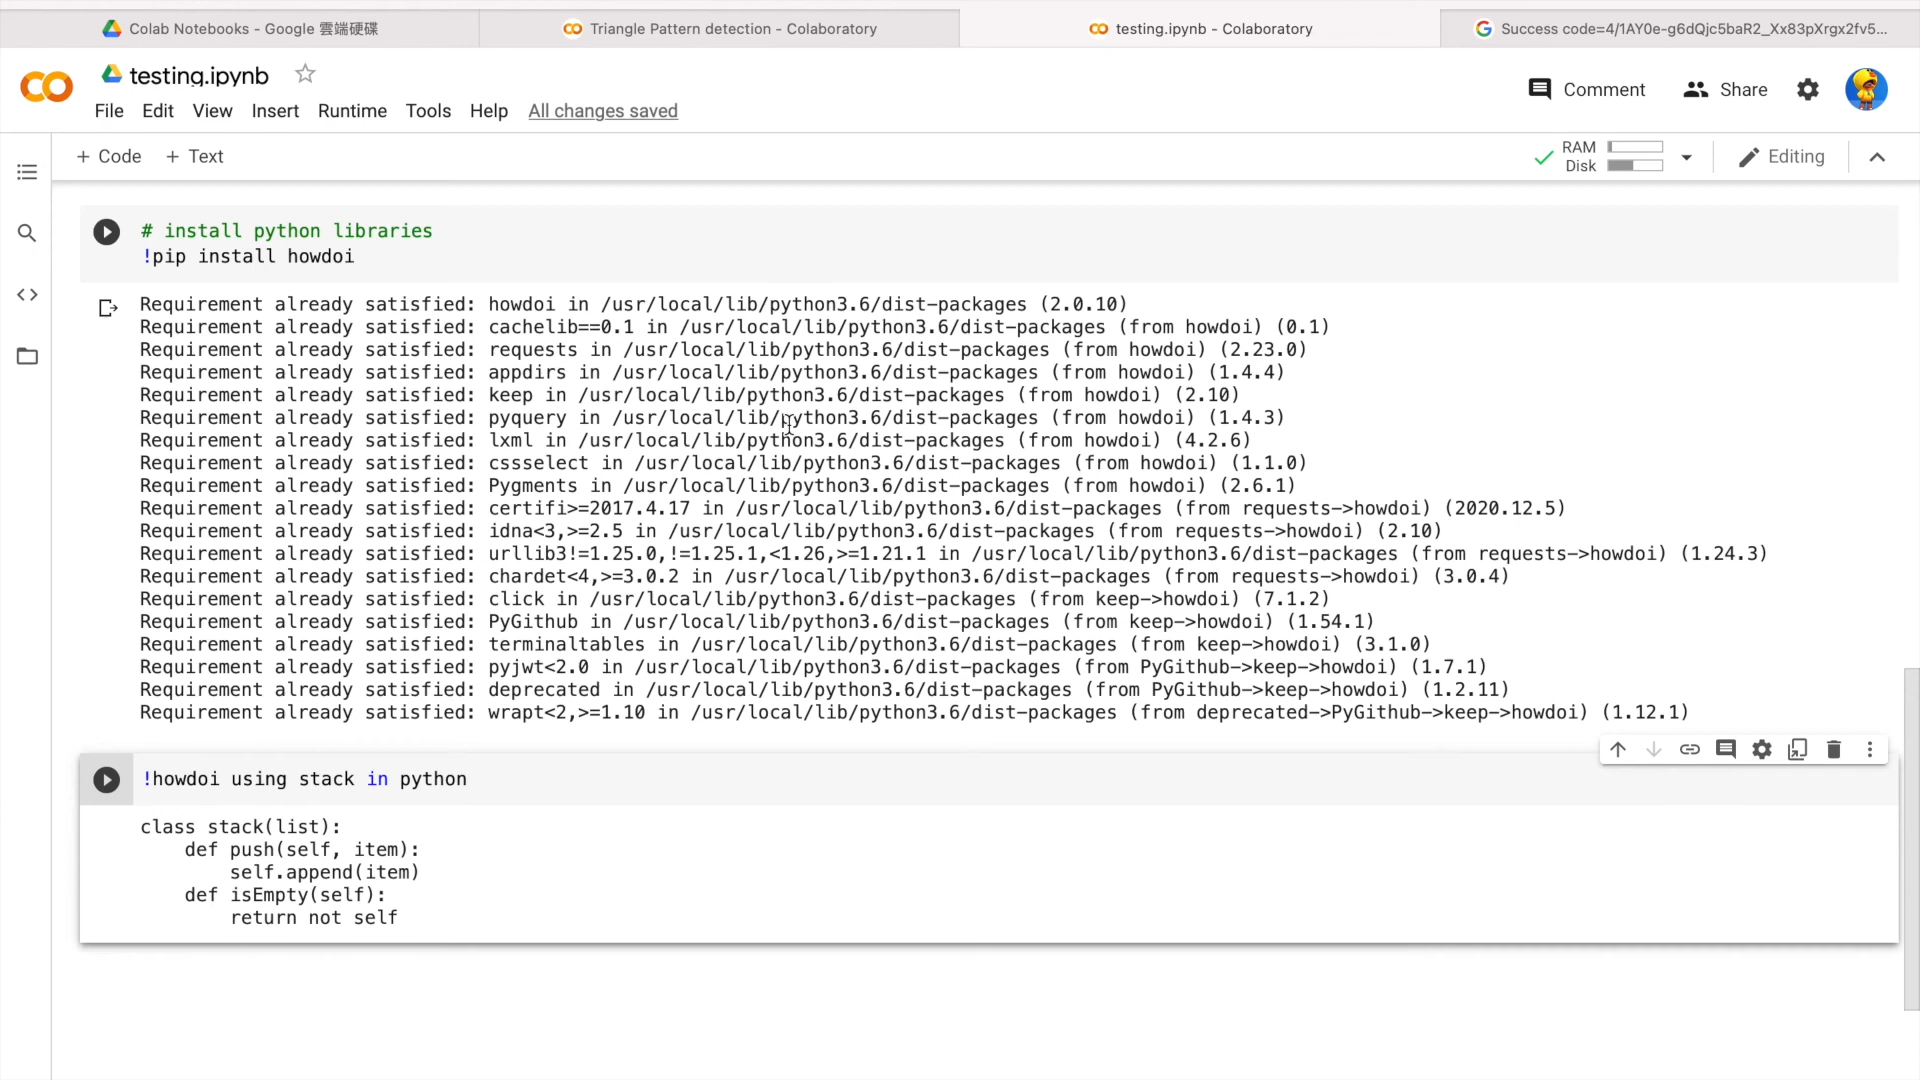 Colab Notebooks - Google 雲端硬碟
Triangle Pattern detection - Colaboratory
testing.ipynb - Colaboratory
Success code=4/1AY0e-g6dQjc5baR2_Xx83pXrgx2fv5...
testing.ipynb
Comment
Share
File Edit View Insert Runtime Tools Help All changes saved
+ Code + Text
RAM
Disk
Editing
# install python libraries
!pip install howdoi
Requirement already satisfied: howdoi in /usr/local/lib/python3.6/dist-packages (2.0.10)
Requirement already satisfied: cachelib==0.1 in /usr/local/lib/python3.6/dist-packages (from howdoi) (0.1)
Requirement already satisfied: requests in /usr/local/lib/python3.6/dist-packages (from howdoi) (2.23.0)
Requirement already satisfied: appdirs in /usr/local/lib/python3.6/dist-packages (from howdoi) (1.4.4)
Requirement already satisfied: keep in /usr/local/lib/python3.6/dist-packages (from howdoi) (2.10)
Requirement already satisfied: pyquery in /usr/local/lib/python3.6/dist-packages (from howdoi) (1.4.3)
Requirement already satisfied: lxml in /usr/local/lib/python3.6/dist-packages (from howdoi) (4.2.6)
Requirement already satisfied: cssselect in /usr/local/lib/python3.6/dist-packages (from howdoi) (1.1.0)
Requirement already satisfied: Pygments in /usr/local/lib/python3.6/dist-packages (from howdoi) (2.6.1)
Requirement already satisfied: certifi>=2017.4.17 in /usr/local/lib/python3.6/dist-packages (from requests->howdoi) (2020.12.5)
Requirement already satisfied: idna<3,>=2.5 in /usr/local/lib/python3.6/dist-packages (from requests->howdoi) (2.10)
Requirement already satisfied: urllib3!=1.25.0,!=1.25.1,<1.26,>=1.21.1 in /usr/local/lib/python3.6/dist-packages (from requests->howdoi) (1.24.3)
Requirement already satisfied: chardet<4,>=3.0.2 in /usr/local/lib/python3.6/dist-packages (from requests->howdoi) (3.0.4)
Requirement already satisfied: click in /usr/local/lib/python3.6/dist-packages (from keep->howdoi) (7.1.2)
Requirement already satisfied: PyGithub in /usr/local/lib/python3.6/dist-packages (from keep->howdoi) (1.54.1)
Requirement already satisfied: terminaltables in /usr/local/lib/python3.6/dist-packages (from keep->howdoi) (3.1.0)
Requirement already satisfied: pyjwt<2.0 in /usr/local/lib/python3.6/dist-packages (from PyGithub->keep->howdoi) (1.7.1)
Requirement already satisfied: deprecated in /usr/local/lib/python3.6/dist-packages (from PyGithub->keep->howdoi) (1.2.11)
Requirement already satisfied: wrapt<2,>=1.10 in /usr/local/lib/python3.6/dist-packages (from deprecated->PyGithub->keep->howdoi) (1.12.1)
!howdoi using stack in python
class stack(list):
    def push(self, item):
        self.append(item)
    def isEmpty(self):
        return not self